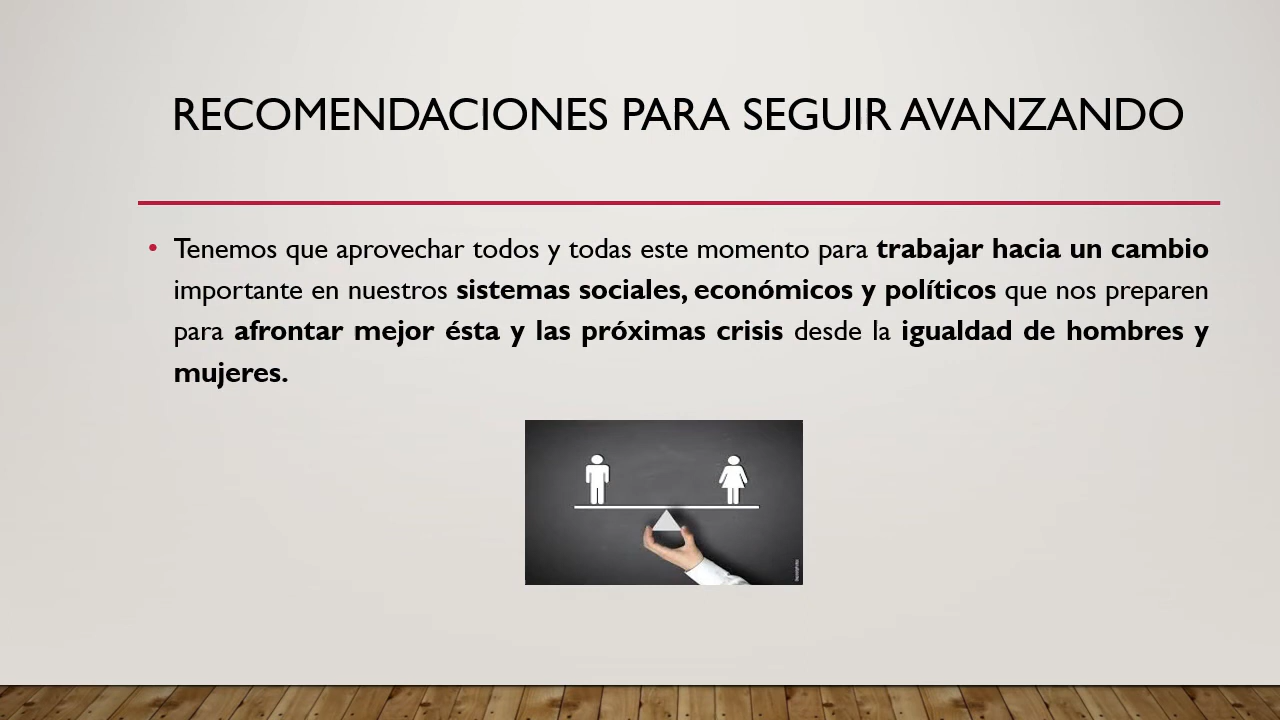 RECOMENDACIONES PARA SEGUIR AVANZANDO
• Tenemos que aprovechar todos y todas este momento para trabajar hacia un cambio
importante en nuestros sistemas sociales, económicos y políticos que nos preparen
para afrontar mejor ésta y las próximas crisis desde la igualdad de hombres y
mujeres.